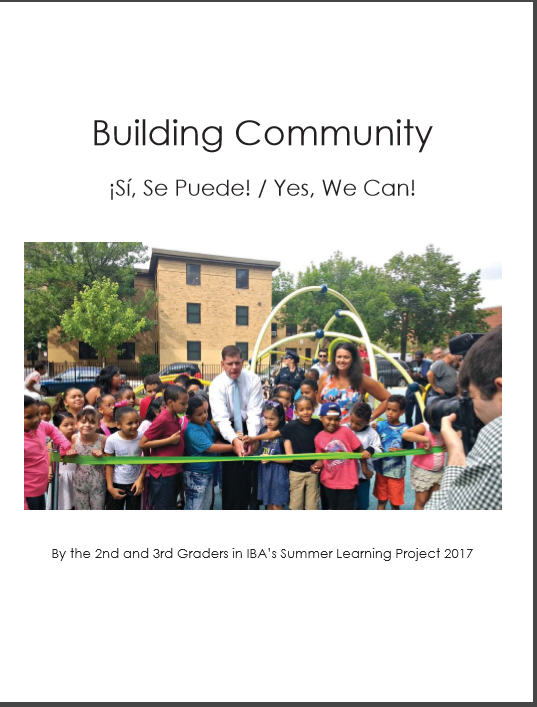 Building Community
¡Sí, Se Puede! / Yes, We Can!
By the 2nd and 3rd Graders in IBA's Summer Learning Project 2017